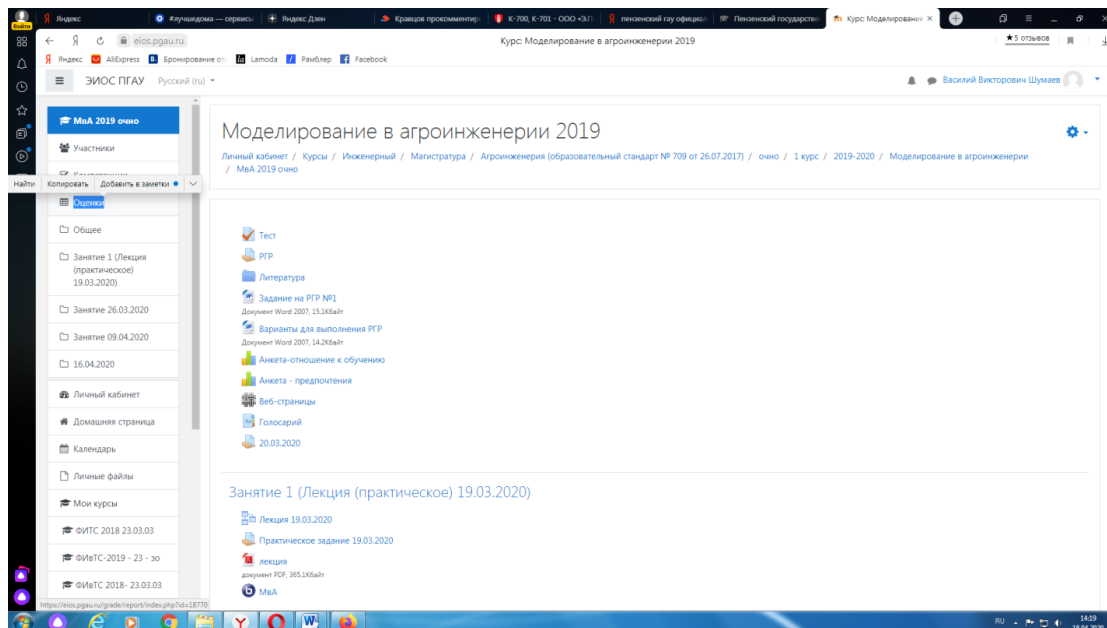 Войти
Яндекс
#лучшедома — сервисы
Яндекс Дзен
Кравцов прокомментиро
К-700, К-701 - ООО «Э.П.
пензенский гау официал
Пензенский государстве
Курс: Моделирование
eios.pgau.ru
Курс: Моделирование в агроинженерии 2019
★ 5 отзывов
Яндекс AliExpress Бронирование оте Lamoda Рамблер Facebook
ЭИОС ПГАУ Русский (ru)
Василий Викторович Шумаев
МвА 2019 очно
Участники
Компетенции
Найти Копировать Добавить в заметки
Оценки
Общее
Занятие 1 (Лекция
(практическое)
19.03.2020)
Занятие 26.03.2020
Занятие 09.04.2020
16.04.2020
Личный кабинет
Домашняя страница
Календарь
Личные файлы
Мои курсы
ФИТС 2018 23.03.03
ФИвТС-2019 - 23 - зо
ФИвТС 2018- 23.03.03
https://eios.pgau.ru/grade/report/index.php?id=18770
Моделирование в агроинженерии 2019
Личный кабинет / Курсы / Инженерный / Магистратура / Агроинженерия (образовательный стандарт № 709 от 26.07.2017) / очно / 1 курс / 2019-2020 / Моделирование в агроинженерии
/ МвА 2019 очно
Тест
РГР
Литература
Задание на РГР №1
Документ Word 2007, 15.1Кбайт
Варианты для выполнения РГР
Документ Word 2007, 14.2Кбайт
Анкета-отношение к обучению
Анкета - предпочтения
Веб-страницы
Голосарий
20.03.2020
Занятие 1 (Лекция (практическое) 19.03.2020)
Лекция 19.03.2020
Практическое задание 19.03.2020
лекция
документ PDF, 365.1Кбайт
МвА
RU
14:19
18.04.2020